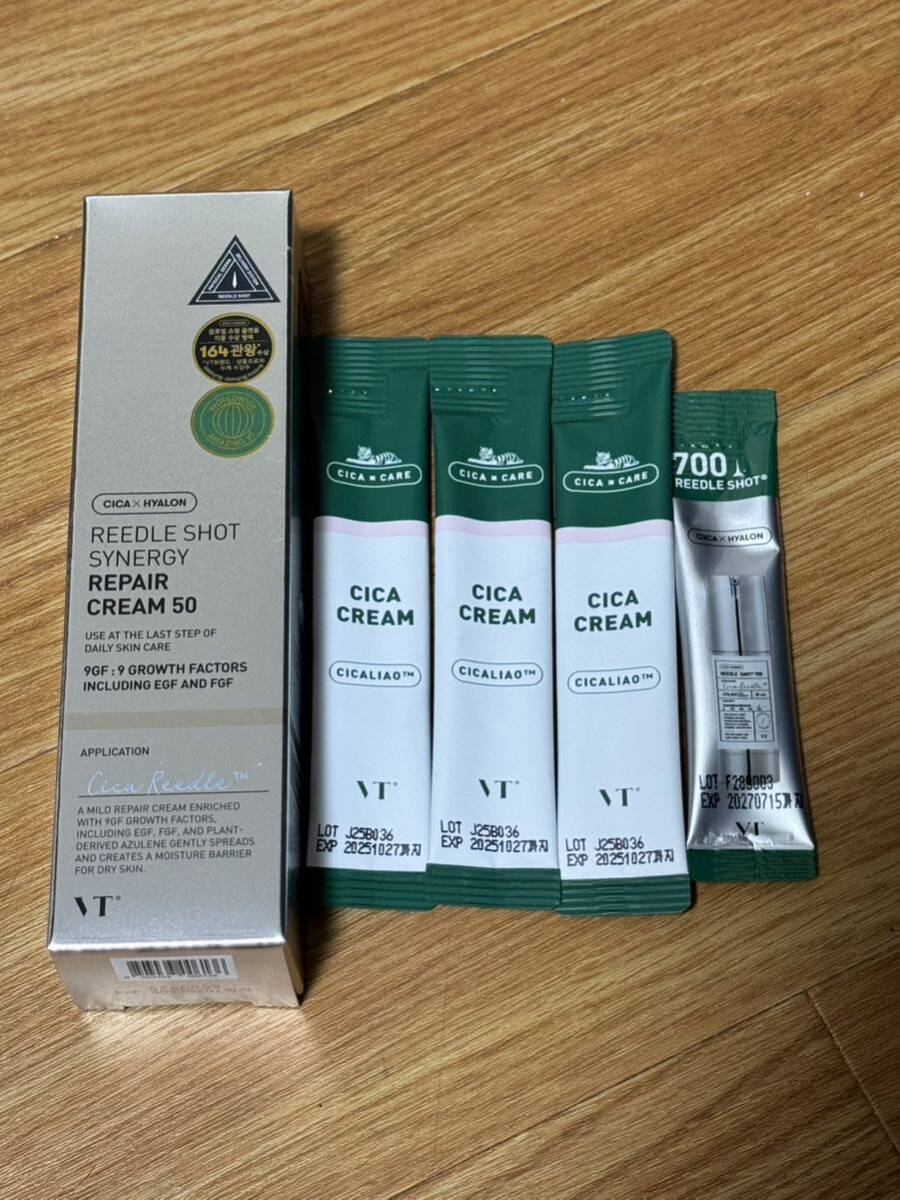 REEDLE SHOT
164 관왕
CICA × HYALON
REEDLE SHOT
SYNERGY
REPAIR
CREAM 50
USE AT THE LAST STEP OF
DAILY SKIN CARE
9GF : 9 GROWTH FACTORS
INCLUDING EGF AND FGF
APPLICATION
Cica Reedle™
A MILD REPAIR CREAM ENRICHED
WITH 9GF GROWTH FACTORS,
INCLUDING EGF, FGF, AND PLANT-
DERIVED AZULENE GENTLY SPREADS
AND CREATES A MOISTURE BARRIER
FOR DRY SKIN.
VT
CICA CARE
CICA
CREAM
CICALIAO™
VT
LOT J25B036
EXP 20251027까지
CICA CARE
CICA
CREAM
CICALIAO™
VT
LOT J25B036
EXP 20251027까지
CICA CARE
CICA
CREAM
CICALIAO™
VT
LOT J25B036
EXP 20251027까지
700
REEDLE SHOT®
CICA × HYALON
REEDLE SHOT 700
Cica Reedle™
LOT F289003
EXP 20270715까지
VT